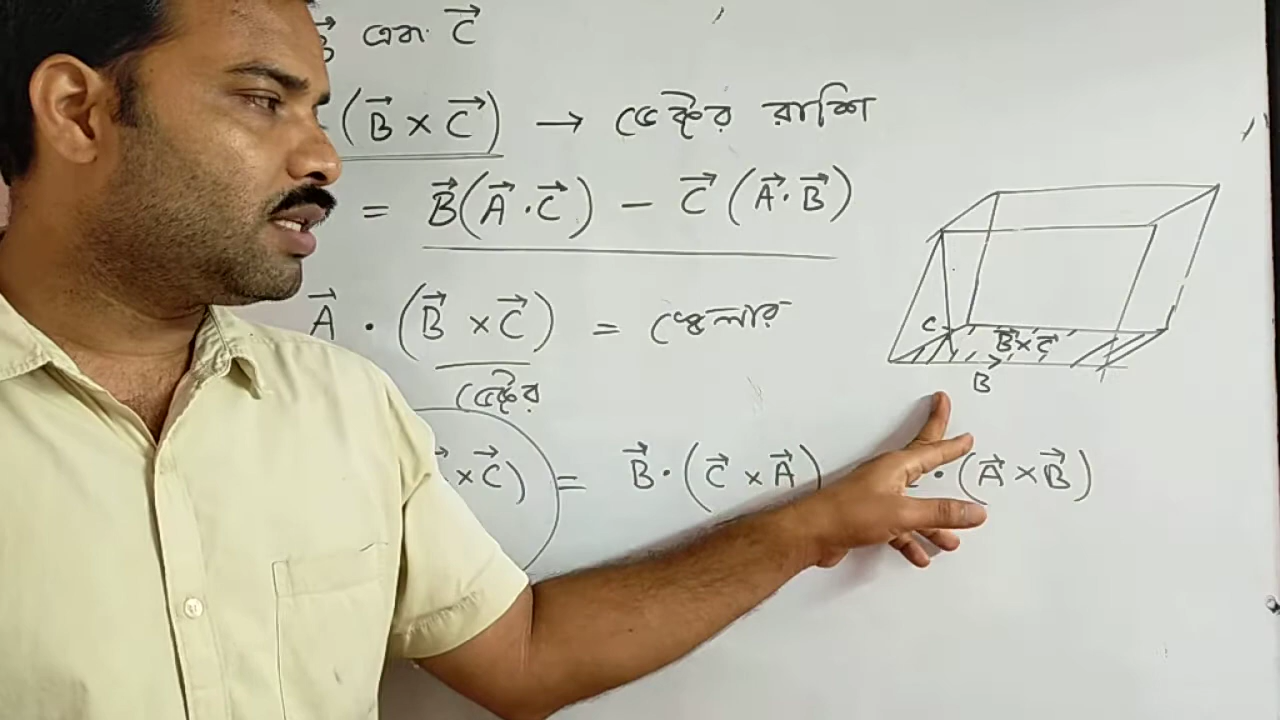 B⃗ এবং C⃗
(B⃗ × C⃗) → ভেক্টর রাশি
= B⃗(A⃗ · C⃗) − C⃗(A⃗ · B⃗)
A⃗ · (B⃗ × C⃗) = স্কেলার
ভেক্টর
× C⃗) = B⃗ · (C⃗ × A⃗) · (A⃗ × B⃗)
C
B⃗ × C⃗
B